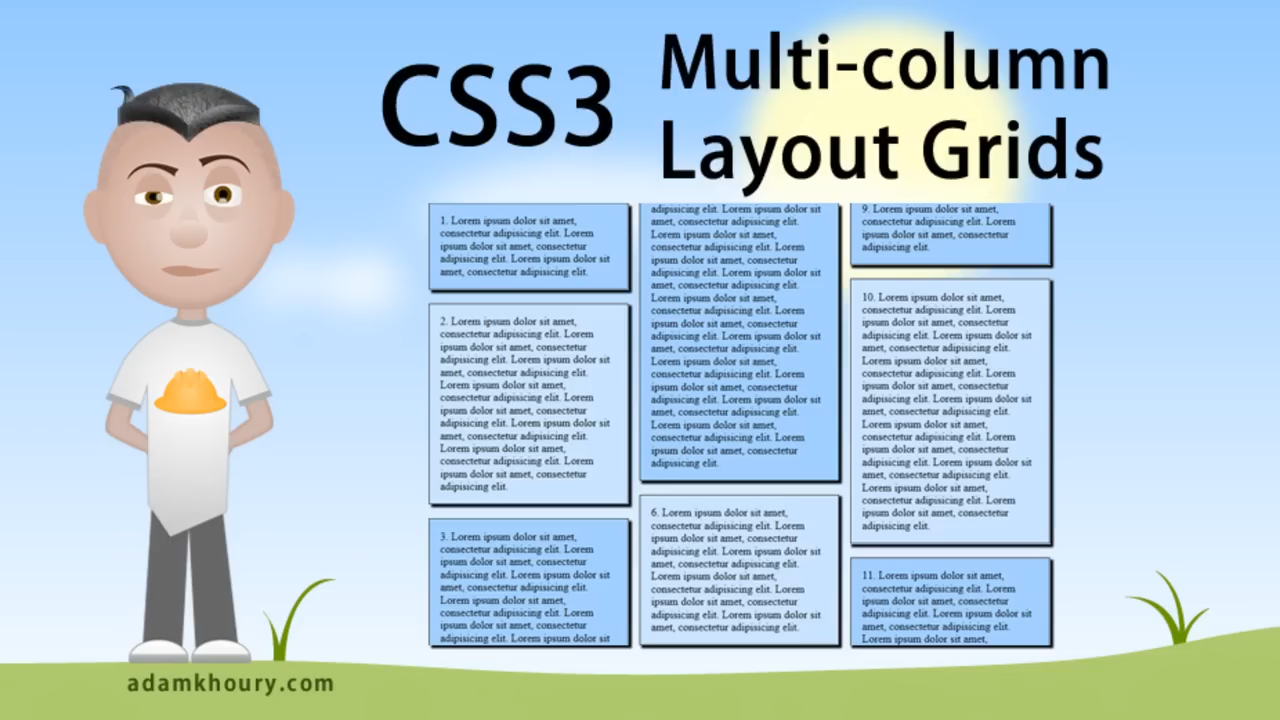 CSS3
Multi-column
Layout Grids
1. Lorem ipsum dolor sit amet,
consectetur adipisicing elit. Lorem
ipsum dolor sit amet, consectetur
adipisicing elit. Lorem ipsum dolor sit
amet, consectetur adipisicing elit.
2. Lorem ipsum dolor sit amet,
consectetur adipisicing elit. Lorem
ipsum dolor sit amet, consectetur
adipisicing elit. Lorem ipsum dolor sit
amet, consectetur adipisicing elit.
Lorem ipsum dolor sit amet,
consectetur adipisicing elit. Lorem
ipsum dolor sit amet, consectetur
adipisicing elit. Lorem ipsum dolor sit
amet, consectetur adipisicing elit.
Lorem ipsum dolor sit amet,
consectetur adipisicing elit. Lorem
ipsum dolor sit amet, consectetur
adipisicing elit.
3. Lorem ipsum dolor sit amet,
consectetur adipisicing elit. Lorem
ipsum dolor sit amet, consectetur
adipisicing elit. Lorem ipsum dolor sit
amet, consectetur adipisicing elit.
Lorem ipsum dolor sit amet,
consectetur adipisicing elit. Lorem
ipsum dolor sit amet, consectetur
adipisicing elit. Lorem ipsum dolor sit
adipisicing elit. Lorem ipsum dolor sit
amet, consectetur adipisicing elit.
Lorem ipsum dolor sit amet,
consectetur adipisicing elit. Lorem
ipsum dolor sit amet, consectetur
adipisicing elit. Lorem ipsum dolor sit
amet, consectetur adipisicing elit.
Lorem ipsum dolor sit amet,
consectetur adipisicing elit. Lorem
ipsum dolor sit amet, consectetur
adipisicing elit. Lorem ipsum dolor sit
amet, consectetur adipisicing elit.
Lorem ipsum dolor sit amet,
consectetur adipisicing elit. Lorem
ipsum dolor sit amet, consectetur
adipisicing elit. Lorem ipsum dolor sit
amet, consectetur adipisicing elit.
Lorem ipsum dolor sit amet,
consectetur adipisicing elit. Lorem
ipsum dolor sit amet, consectetur
adipisicing elit.
6. Lorem ipsum dolor sit amet,
consectetur adipisicing elit. Lorem
ipsum dolor sit amet, consectetur
adipisicing elit. Lorem ipsum dolor sit
amet, consectetur adipisicing elit.
Lorem ipsum dolor sit amet,
consectetur adipisicing elit. Lorem
ipsum dolor sit amet, consectetur
adipisicing elit. Lorem ipsum dolor sit
amet, consectetur adipisicing elit.
9. Lorem ipsum dolor sit amet,
consectetur adipisicing elit. Lorem
ipsum dolor sit amet, consectetur
adipisicing elit.
10. Lorem ipsum dolor sit amet,
consectetur adipisicing elit. Lorem
ipsum dolor sit amet, consectetur
adipisicing elit. Lorem ipsum dolor sit
amet, consectetur adipisicing elit.
Lorem ipsum dolor sit amet,
consectetur adipisicing elit. Lorem
ipsum dolor sit amet, consectetur
adipisicing elit. Lorem ipsum dolor sit
amet, consectetur adipisicing elit.
Lorem ipsum dolor sit amet,
consectetur adipisicing elit. Lorem
ipsum dolor sit amet, consectetur
adipisicing elit. Lorem ipsum dolor sit
amet, consectetur adipisicing elit.
Lorem ipsum dolor sit amet,
consectetur adipisicing elit. Lorem
ipsum dolor sit amet, consectetur
adipisicing elit.
11. Lorem ipsum dolor sit amet,
consectetur adipisicing elit. Lorem
ipsum dolor sit amet, consectetur
adipisicing elit. Lorem ipsum dolor sit
amet, consectetur adipisicing elit.
Lorem ipsum dolor sit amet,
adamkhoury.com